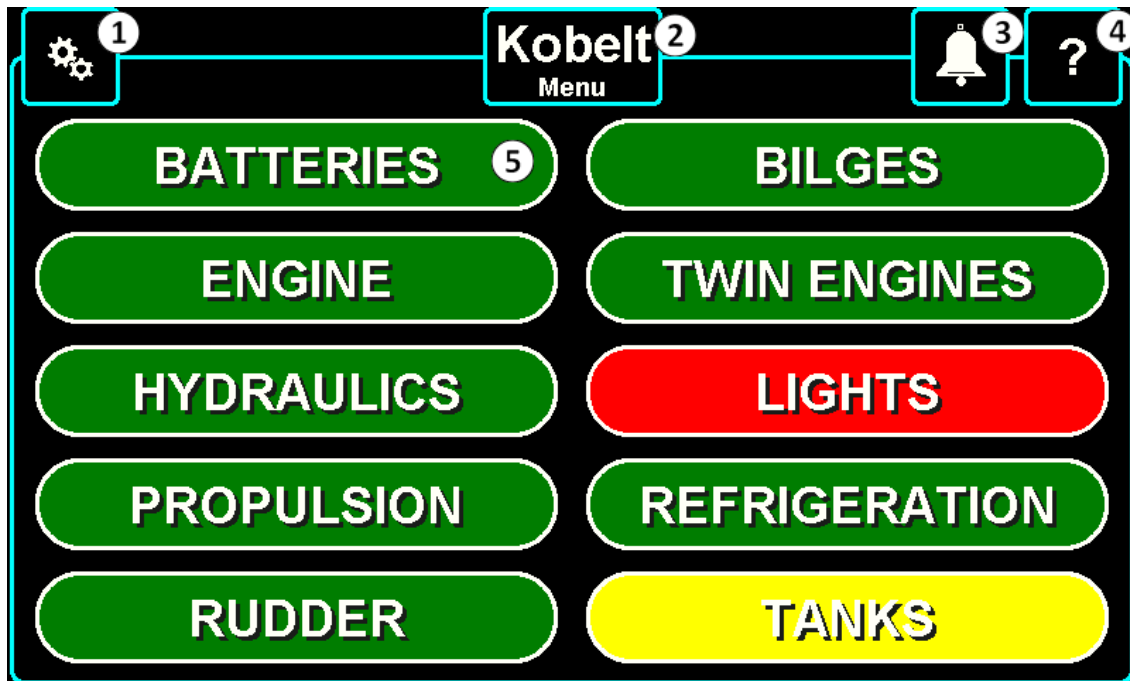 1
Kobelt 2
Menu
3
? 4
BATTERIES 5
BILGES
ENGINE
TWIN ENGINES
HYDRAULICS
LIGHTS
PROPULSION
REFRIGERATION
RUDDER
TANKS